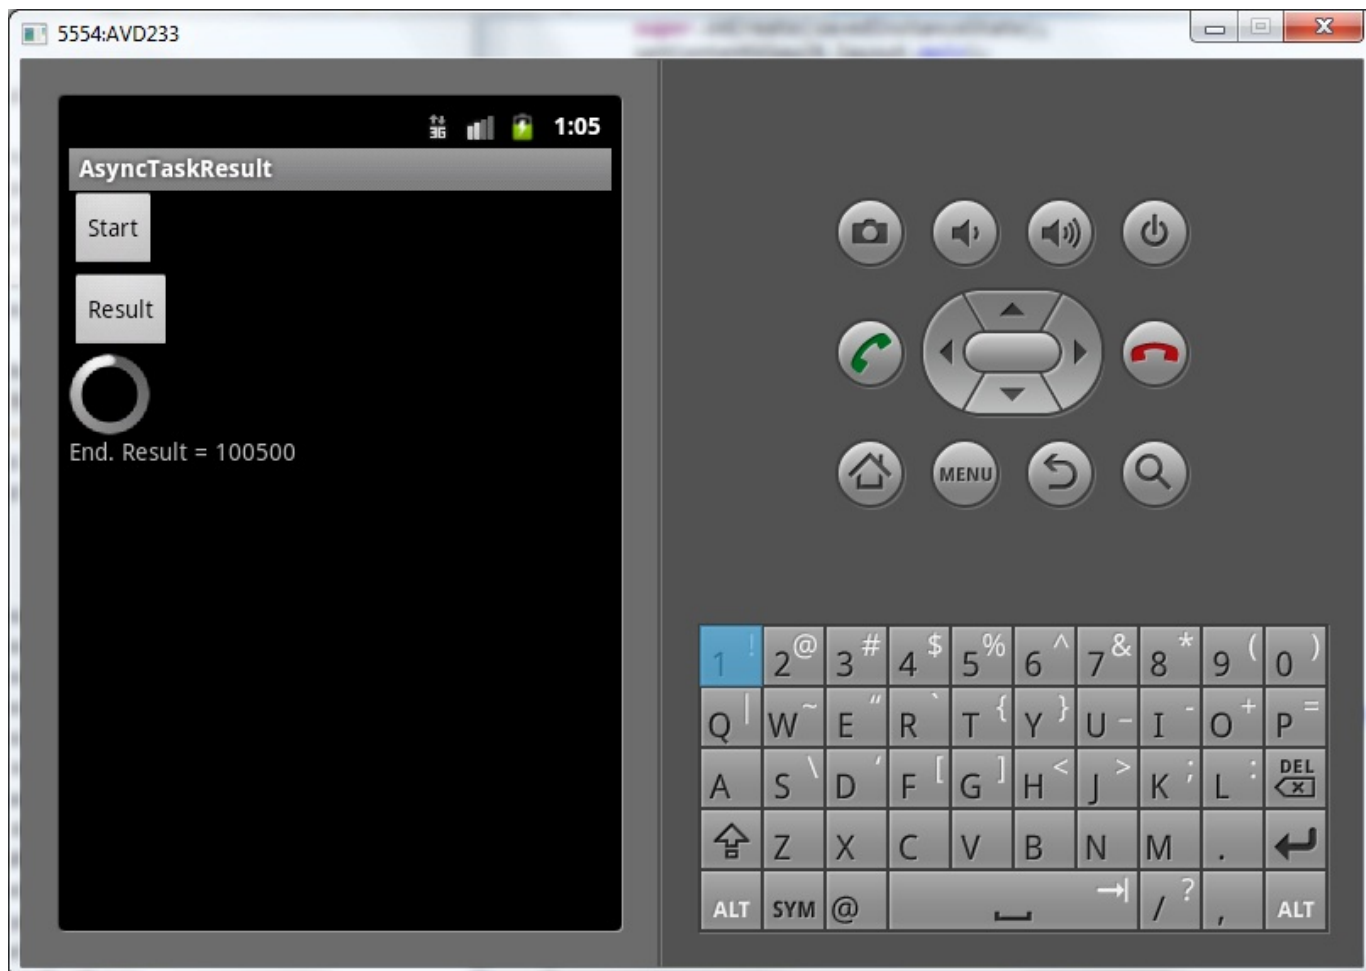 5554:AVD233
3G 1:05
AsyncTaskResult
Start
Result
End. Result = 100500
MENU
1 ! 2 @ 3 # 4 $ 5 % 6 ^ 7 & 8 * 9 ( 0 )
Q | W ~ E " R ` T { Y } U _ I - O + P =
A S \ D ' F [ G ] H < J > K ; L : DEL
Z X C V B N M .
ALT SYM @ / ? , ALT